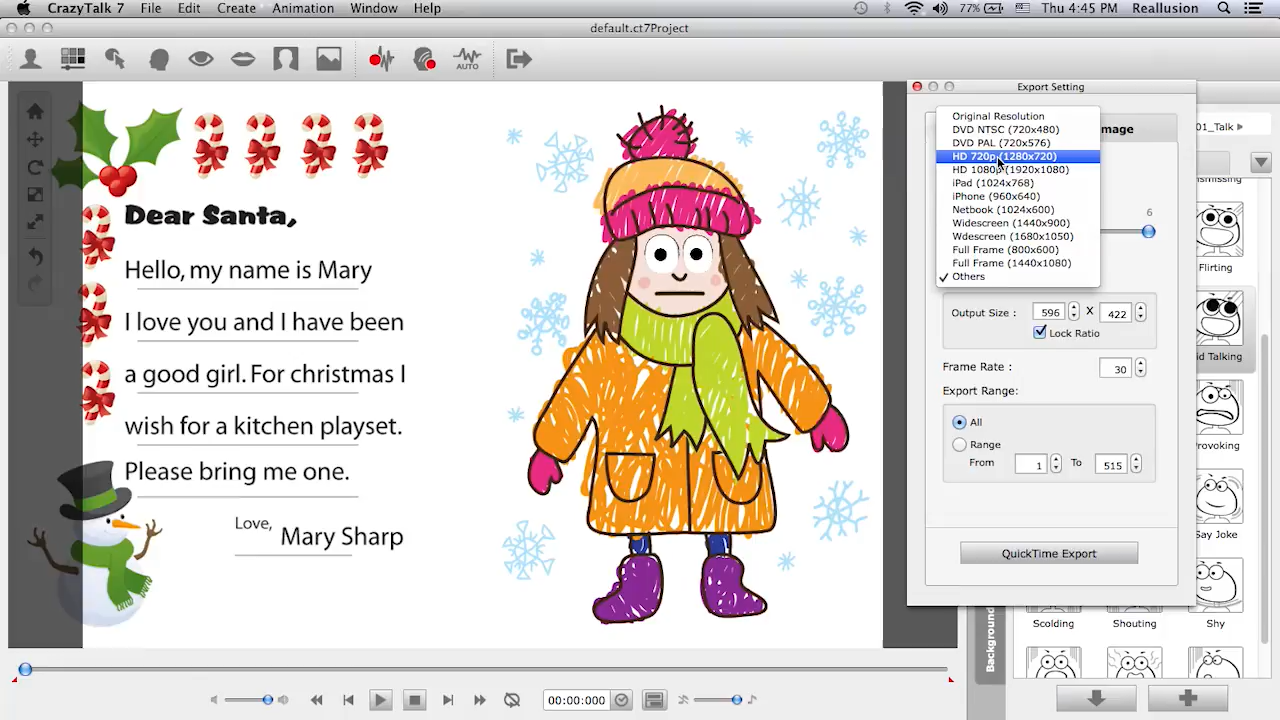 CrazyTalk 7 File Edit Create Animation Window Help 77% Thu 4:45 PM Reallusion
default.ct7Project
AUTO
Export Setting
Image
01_Talk
Original Resolution
DVD NTSC (720x480)
DVD PAL (720x576)
HD 720p (1280x720)
HD 1080p (1920x1080)
iPad (1024x768)
iPhone (960x640)
Netbook (1024x600)
Widescreen (1440x900)
Wdescreen (1680x1050)
Full Frame (800x600)
Full Frame (1440x1080)
Others
6
Output Size : 596 X 422
Lock Ratio
Frame Rate : 30
Export Range:
All
Range
From 1 To 515
QuickTime Export
Dear Santa,
Hello, my name is Mary
I love you and I have been
a good girl. For christmas I
wish for a kitchen playset.
Please bring me one.
Love, Mary Sharp
Flirting
Talking
Provoking
Say Joke
Scolding Shouting Shy
Background
00:00:000